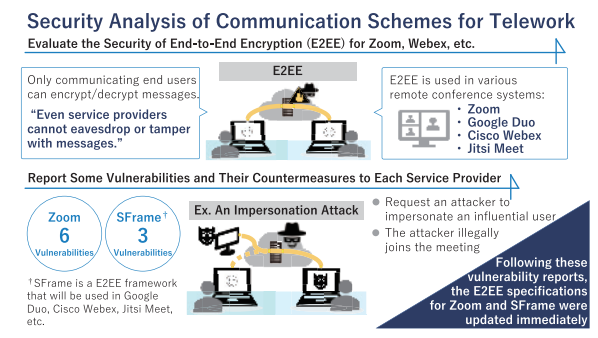 Security Analysis of Communication Schemes for Telework
Evaluate the Security of End-to-End Encryption (E2EE) for Zoom, Webex, etc.
Only communicating end users
can encrypt/decrypt messages.
“Even service providers
cannot eavesdrop or tamper
with messages.”
E2EE
E2EE is used in various
remote conference systems:
・ Zoom
・ Google Duo
・ Cisco Webex
・ Jitsi Meet
Report Some Vulnerabilities and Their Countermeasures to Each Service Provider
Zoom
6
Vulnerabilities
SFrame†
3
Vulnerabilities
†SFrame is a E2EE framework
that will be used in Google
Duo, Cisco Webex, Jitsi Meet,
etc.
Ex. An Impersonation Attack
● Request an attacker to
impersonate an influential user
● The attacker illegally
joins the meeting
Following these
vulnerability reports,
the E2EE specifications
for Zoom and SFrame were
updated immediately